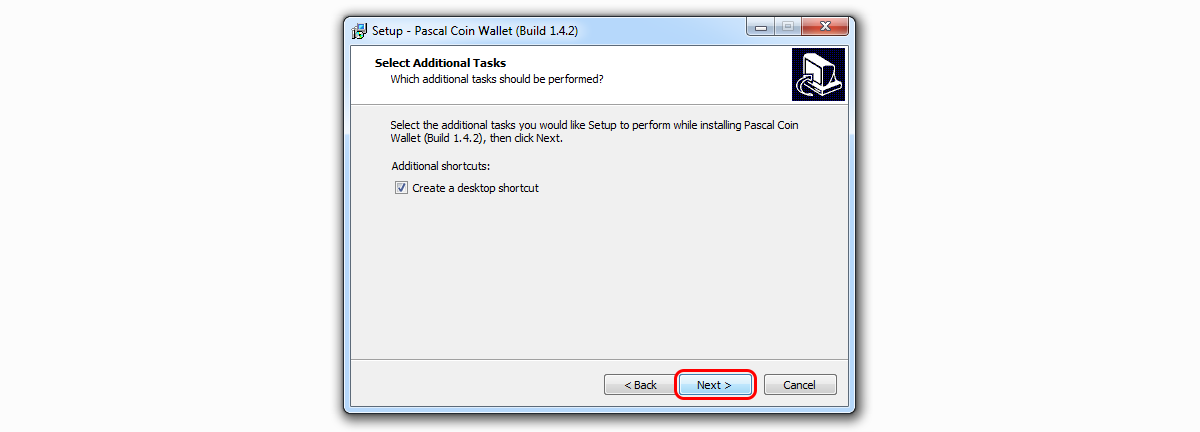 Setup - Pascal Coin Wallet (Build 1.4.2)
Select Additional Tasks
Which additional tasks should be performed?
Select the additional tasks you would like Setup to perform while installing Pascal Coin
Wallet (Build 1.4.2), then click Next.
Additional shortcuts:
Create a desktop shortcut
< Back Next > Cancel